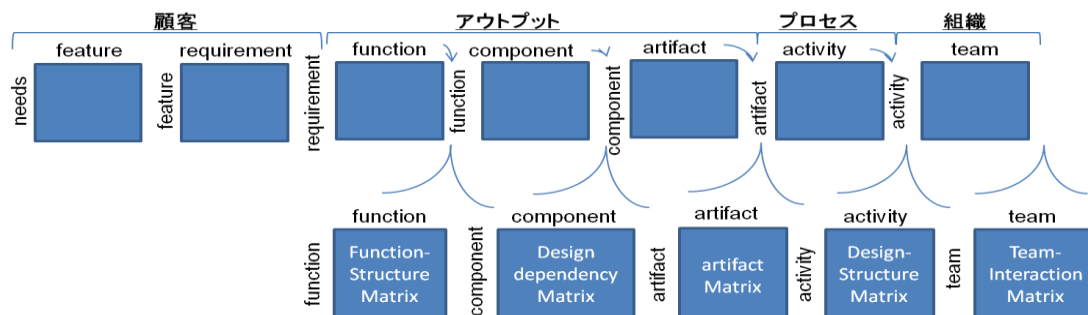 顧客
アウトプット
プロセス
組織
feature
requirement
function
component
artifact
activity
team
needs
feature
requirement
function
component
artifact
activity
function
component
artifact
activity
team
function
component
artifact
activity
team
Function-
Structure
Matrix
Design
dependency
Matrix
artifact
Matrix
Design-
Structure
Matrix
Team-
Interaction
Matrix